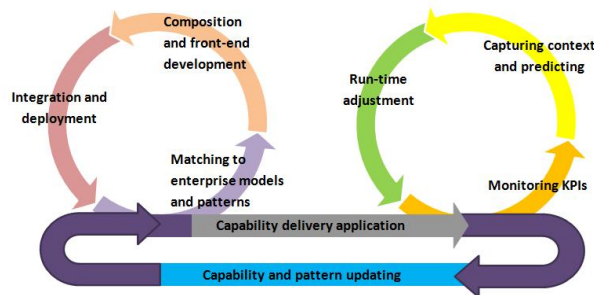 Composition
and front-end
development
Integration and
deployment
Matching to
enterprise models
and patterns
Capturing context
and predicting
Run-time
adjustment
Monitoring KPIs
Capability delivery application
Capability and pattern updating